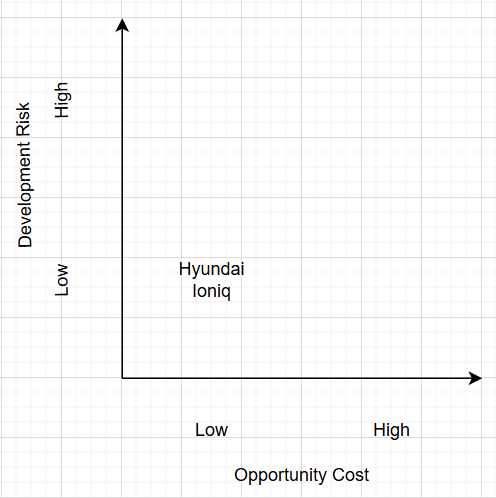 High
Development Risk
Low
Hyundai
Ioniq
Low
High
Opportunity Cost